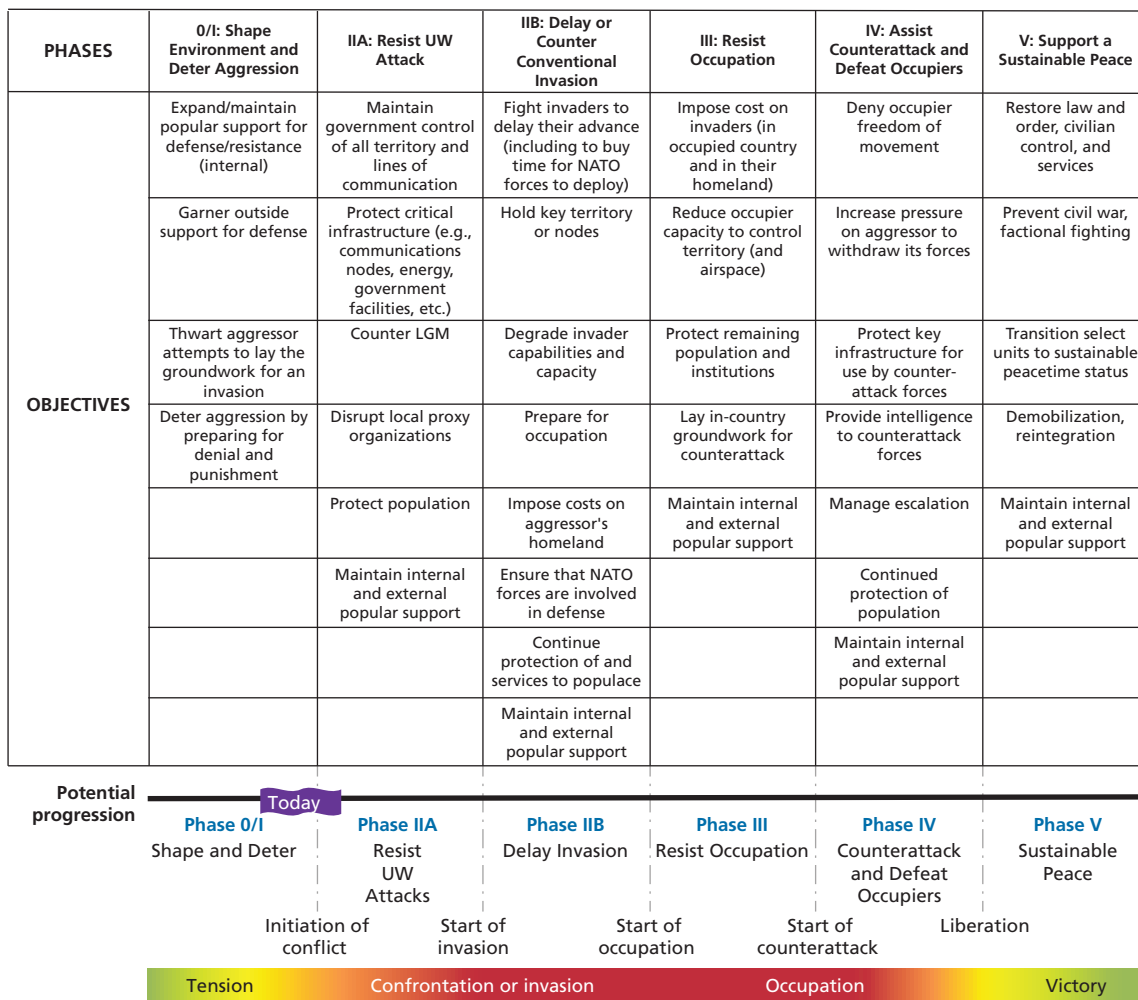 PHASES
0/I: Shape
Environment and
Deter Aggression
IIA: Resist UW
Attack
IIB: Delay or
Counter
Conventional
Invasion
III: Resist
Occupation
IV: Assist
Counterattack and
Defeat Occupiers
V: Support a
Sustainable Peace
OBJECTIVES
Expand/maintain
popular support for
defense/resistance
(internal)
Maintain
government control
of all territory and
lines of
communication
Fight invaders to
delay their advance
(including to buy
time for NATO
forces to deploy)
Impose cost on
invaders (in
occupied country
and in their
homeland)
Deny occupier
freedom of
movement
Restore law and
order, civilian
control, and
services
Garner outside
support for defense
Protect critical
infrastructure (e.g.,
communications
nodes, energy,
government
facilities, etc.)
Hold key territory
or nodes
Reduce occupier
capacity to control
territory (and
airspace)
Increase pressure
on aggressor to
withdraw its forces
Prevent civil war,
factional fighting
Thwart aggressor
attempts to lay the
groundwork for an
invasion
Counter LGM
Degrade invader
capabilities and
capacity
Protect remaining
population and
institutions
Protect key
infrastructure for
use by counter-
attack forces
Transition select
units to sustainable
peacetime status
Deter aggression by
preparing for
denial and
punishment
Disrupt local proxy
organizations
Prepare for
occupation
Lay in-country
groundwork for
counterattack
Provide intelligence
to counterattack
forces
Demobilization,
reintegration
Protect population
Impose costs on
aggressor's
homeland
Maintain internal
and external
popular support
Manage escalation
Maintain internal
and external
popular support
Maintain internal
and external
popular support
Ensure that NATO
forces are involved
in defense
Continued
protection of
population
Continue
protection of and
services to populace
Maintain internal
and external
popular support
Maintain internal
and external
popular support
Potential
progression
Today
Phase 0/I
Shape and Deter
Phase IIA
Resist
UW
Attacks
Phase IIB
Delay Invasion
Phase III
Resist Occupation
Phase IV
Counterattack
and Defeat
Occupiers
Phase V
Sustainable
Peace
Initiation of
conflict
Start of
invasion
Start of
occupation
Start of
counterattack
Liberation
Tension
Confrontation or invasion
Occupation
Victory